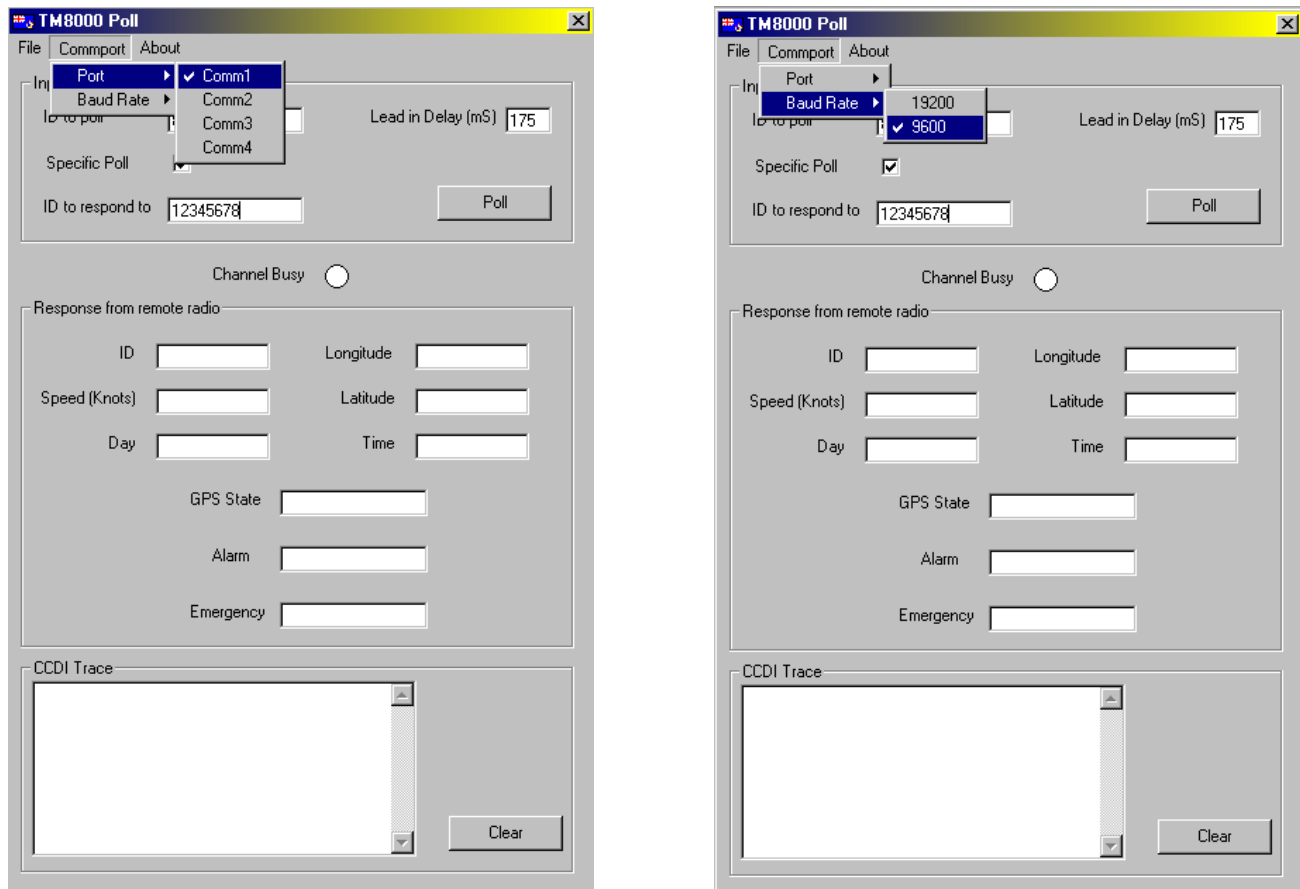 TM8000 Poll
File Commport About
Port Comm1
Baud Rate Comm2
Comm3
Comm4
Lead in Delay (mS) 175
Specific Poll
ID to respond to 12345678 Poll
Channel Busy
Response from remote radio
ID Longitude
Speed (Knots) Latitude
Day Time
GPS State
Alarm
Emergency
CCDI Trace
Clear
TM8000 Poll
File Commport About
Port
Baud Rate 19200
9600
ID to poll Lead in Delay (mS) 175
Specific Poll
ID to respond to 12345678 Poll
Channel Busy
Response from remote radio
ID Longitude
Speed (Knots) Latitude
Day Time
GPS State
Alarm
Emergency
CCDI Trace
Clear